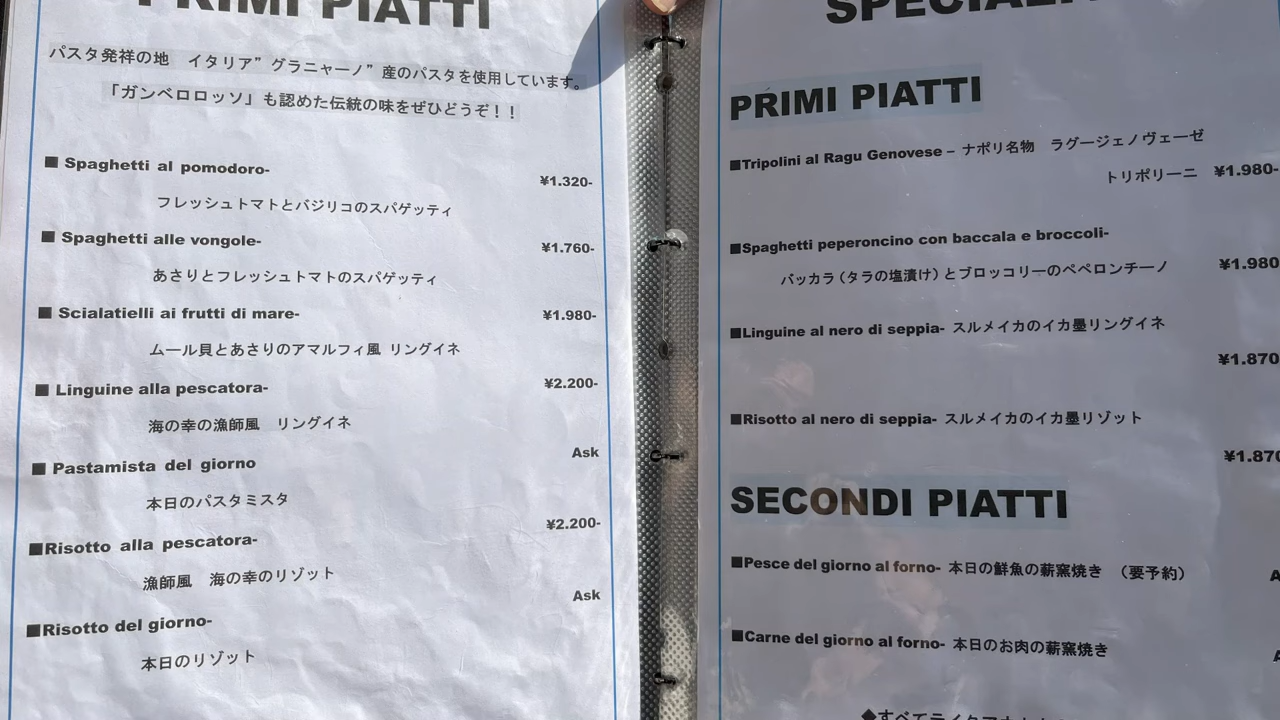 PRIMI PIATTI
パスタ発祥の地　イタリア”グラニャーノ”産のパスタを使用しています。
「ガンベロロッソ」も認めた伝統の味をぜひどうぞ！！
■ Spaghetti al pomodoro-
¥1.320-
フレッシュトマトとバジリコのスパゲッティ
■ Spaghetti alle vongole-
¥1.760-
あさりとフレッシュトマトのスパゲッティ
■ Scialatielli ai frutti di mare-
¥1.980-
ムール貝とあさりのアマルフィ風 リングイネ
■ Linguine alla pescatora-
¥2.200-
海の幸の漁師風　リングイネ
■ Pastamista del giorno
Ask
本日のパスタミスタ
■Risotto alla pescatora-
¥2.200-
漁師風　海の幸のリゾット
■Risotto del giorno-
Ask
本日のリゾット
PRIMI PIATTI
■Tripolini al Ragu Genovese – ナポリ名物　ラグージェノヴェーゼ
トリポリーニ　¥1.980-
■Spaghetti peperoncino con baccala e broccoli-
バッカラ（タラの塩漬け）とブロッコリーのペペロンチーノ　¥1.980
■Linguine al nero di seppia- スルメイカのイカ墨リングイネ
¥1.870
■Risotto al nero di seppia- スルメイカのイカ墨リゾット
¥1.870
SECONDI PIATTI
■Pesce del giorno al forno- 本日の鮮魚の薪窯焼き　（要予約）
■Carne del giorno al forno- 本日のお肉の薪窯焼き